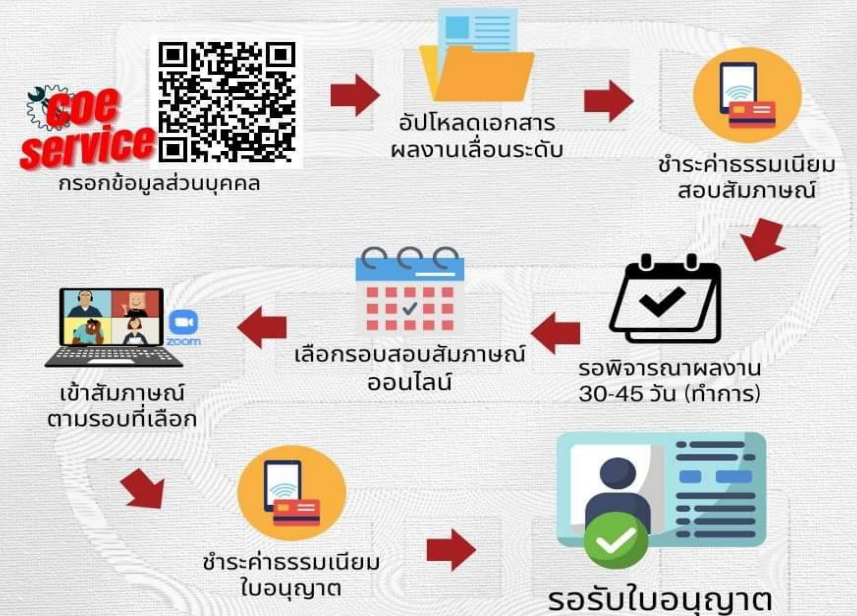 coe
service
กรอกข้อมูลส่วนบุคคล
อัปโหลดเอกสาร
ผลงานเลื่อนระดับ
ชำระค่าธรรมเนียม
สอบสัมภาษณ์
รอพิจารณาผลงาน
30-45 วัน (ทำการ)
เลือกรอบสอบสัมภาษณ์
ออนไลน์
zoom
เข้าสัมภาษณ์
ตามรอบที่เลือก
ชำระค่าธรรมเนียม
ใบอนุญาต
รอรับใบอนุญาต